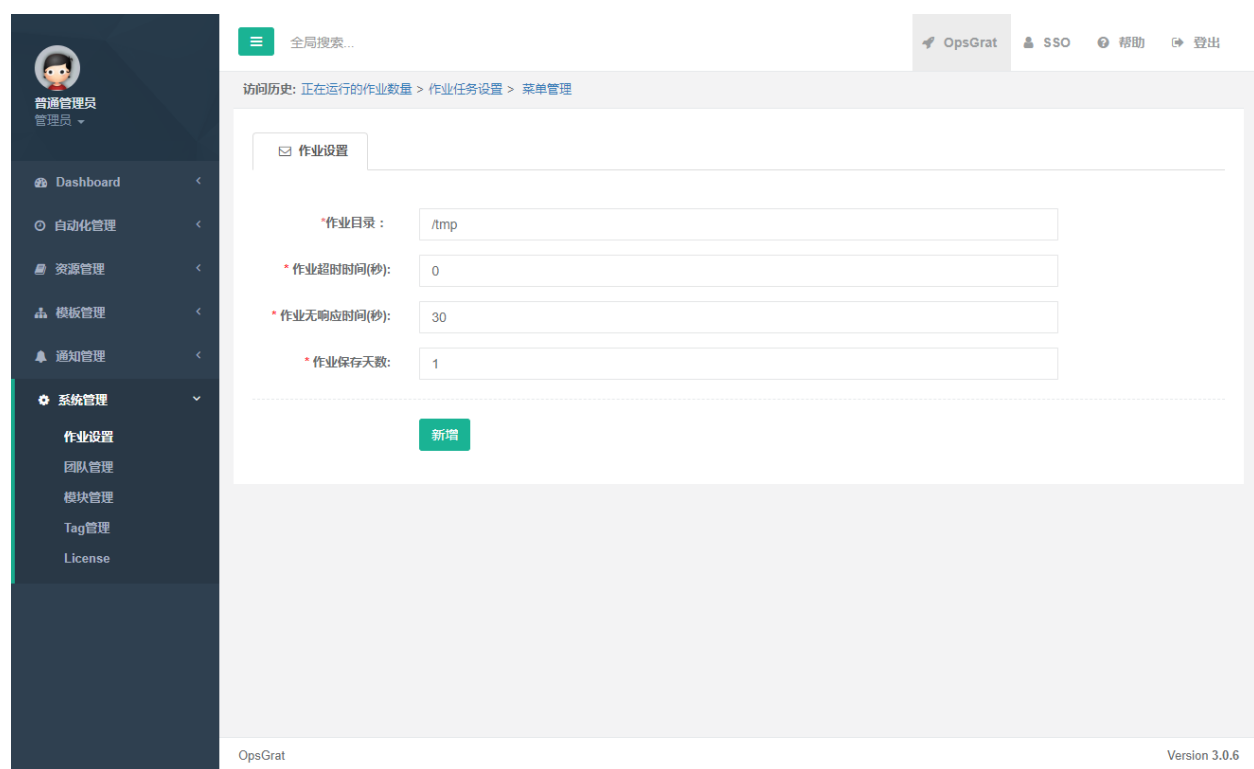 普通管理员
管理员
Dashboard
自动化管理
资源管理
模板管理
通知管理
系统管理
作业设置
团队管理
模块管理
Tag管理
License
全局搜索...
OpsGrat
SSO
帮助
登出
访问历史: 正在运行的作业数量 > 作业任务设置 > 菜单管理
作业设置
*作业目录： /tmp
* 作业超时时间(秒): 0
* 作业无响应时间(秒): 30
* 作业保存天数: 1
新增
OpsGrat
Version 3.0.6